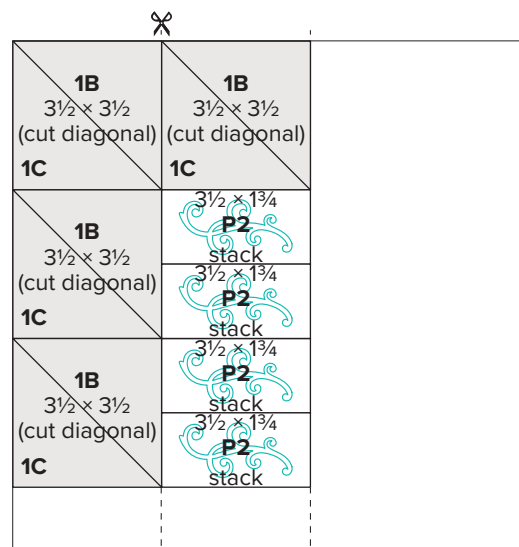 1B
3½ × 3½
(cut diagonal)
1C
1B
3½ × 3½
(cut diagonal)
1C
1B
3½ × 3½
(cut diagonal)
1C
3½ × 1¾
P2
stack
3½ × 1¾
P2
stack
1B
3½ × 3½
(cut diagonal)
1C
3½ × 1¾
P2
stack
3½ × 1¾
P2
stack